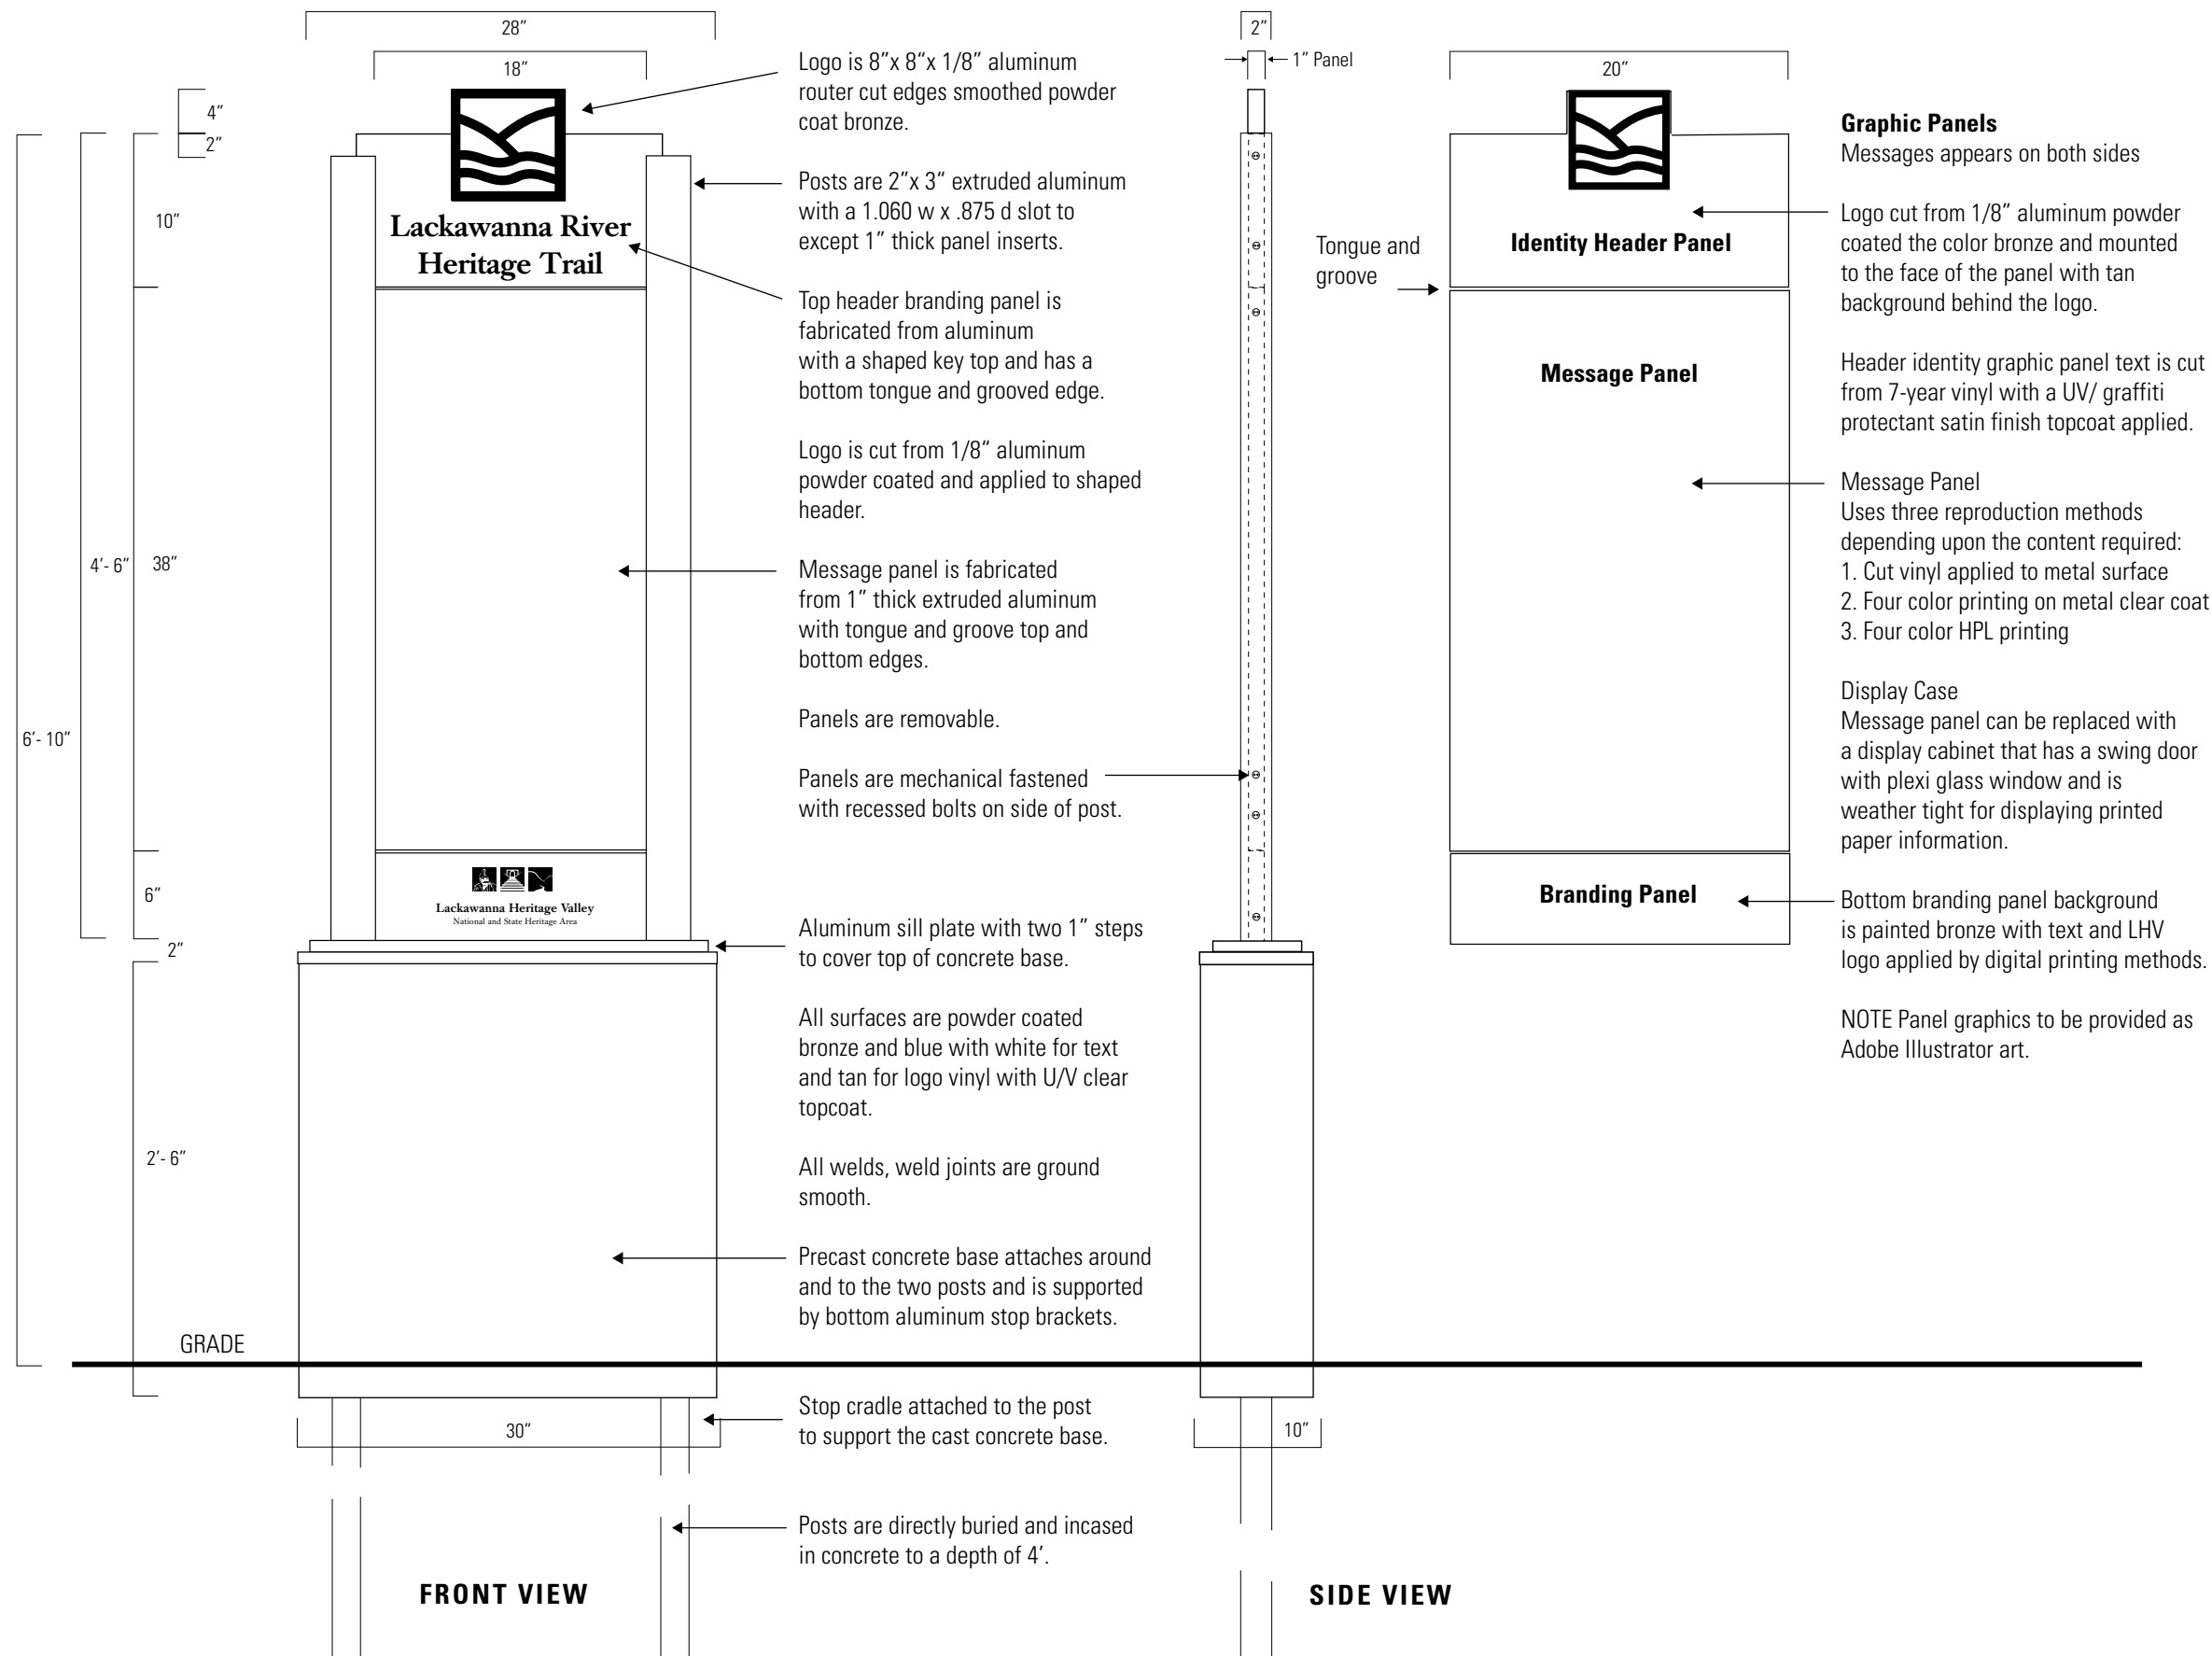 28”
18”
4”
2”
10”
4’- 6”
38”
6’- 10”
6”
2”
2’- 6”
GRADE
30”
Lackawanna River
Heritage Trail
Lackawanna Heritage Valley
National and State Heritage Area
FRONT VIEW
Logo is 8”x 8“x 1/8” aluminum
router cut edges smoothed powder
coat bronze.
Posts are 2”x 3“ extruded aluminum
with a 1.060 w x .875 d slot to
except 1” thick panel inserts.
Top header branding panel is
fabricated from aluminum
with a shaped key top and has a
bottom tongue and grooved edge.
Logo is cut from 1/8“ aluminum
powder coated and applied to shaped
header.
Message panel is fabricated
from 1” thick extruded aluminum
with tongue and groove top and
bottom edges.
Panels are removable.
Panels are mechanical fastened
with recessed bolts on side of post.
Aluminum sill plate with two 1” steps
to cover top of concrete base.
All surfaces are powder coated
bronze and blue with white for text
and tan for logo vinyl with U/V clear
topcoat.
All welds, weld joints are ground
smooth.
Precast concrete base attaches around
and to the two posts and is supported
by bottom aluminum stop brackets.
Stop cradle attached to the post
to support the cast concrete base.
Posts are directly buried and incased
in concrete to a depth of 4’.
2”
1” Panel
10”
SIDE VIEW
20”
Tongue and
groove
Identity Header Panel
Message Panel
Branding Panel
Graphic Panels
Messages appears on both sides
Logo cut from 1/8” aluminum powder
coated the color bronze and mounted
to the face of the panel with tan
background behind the logo.
Header identity graphic panel text is cut
from 7-year vinyl with a UV/ graffiti
protectant satin finish topcoat applied.
Message Panel
Uses three reproduction methods
depending upon the content required:
1. Cut vinyl applied to metal surface
2. Four color printing on metal clear coat
3. Four color HPL printing
Display Case
Message panel can be replaced with
a display cabinet that has a swing door
with plexi glass window and is
weather tight for displaying printed
paper information.
Bottom branding panel background
is painted bronze with text and LHV
logo applied by digital printing methods.
NOTE Panel graphics to be provided as
Adobe Illustrator art.